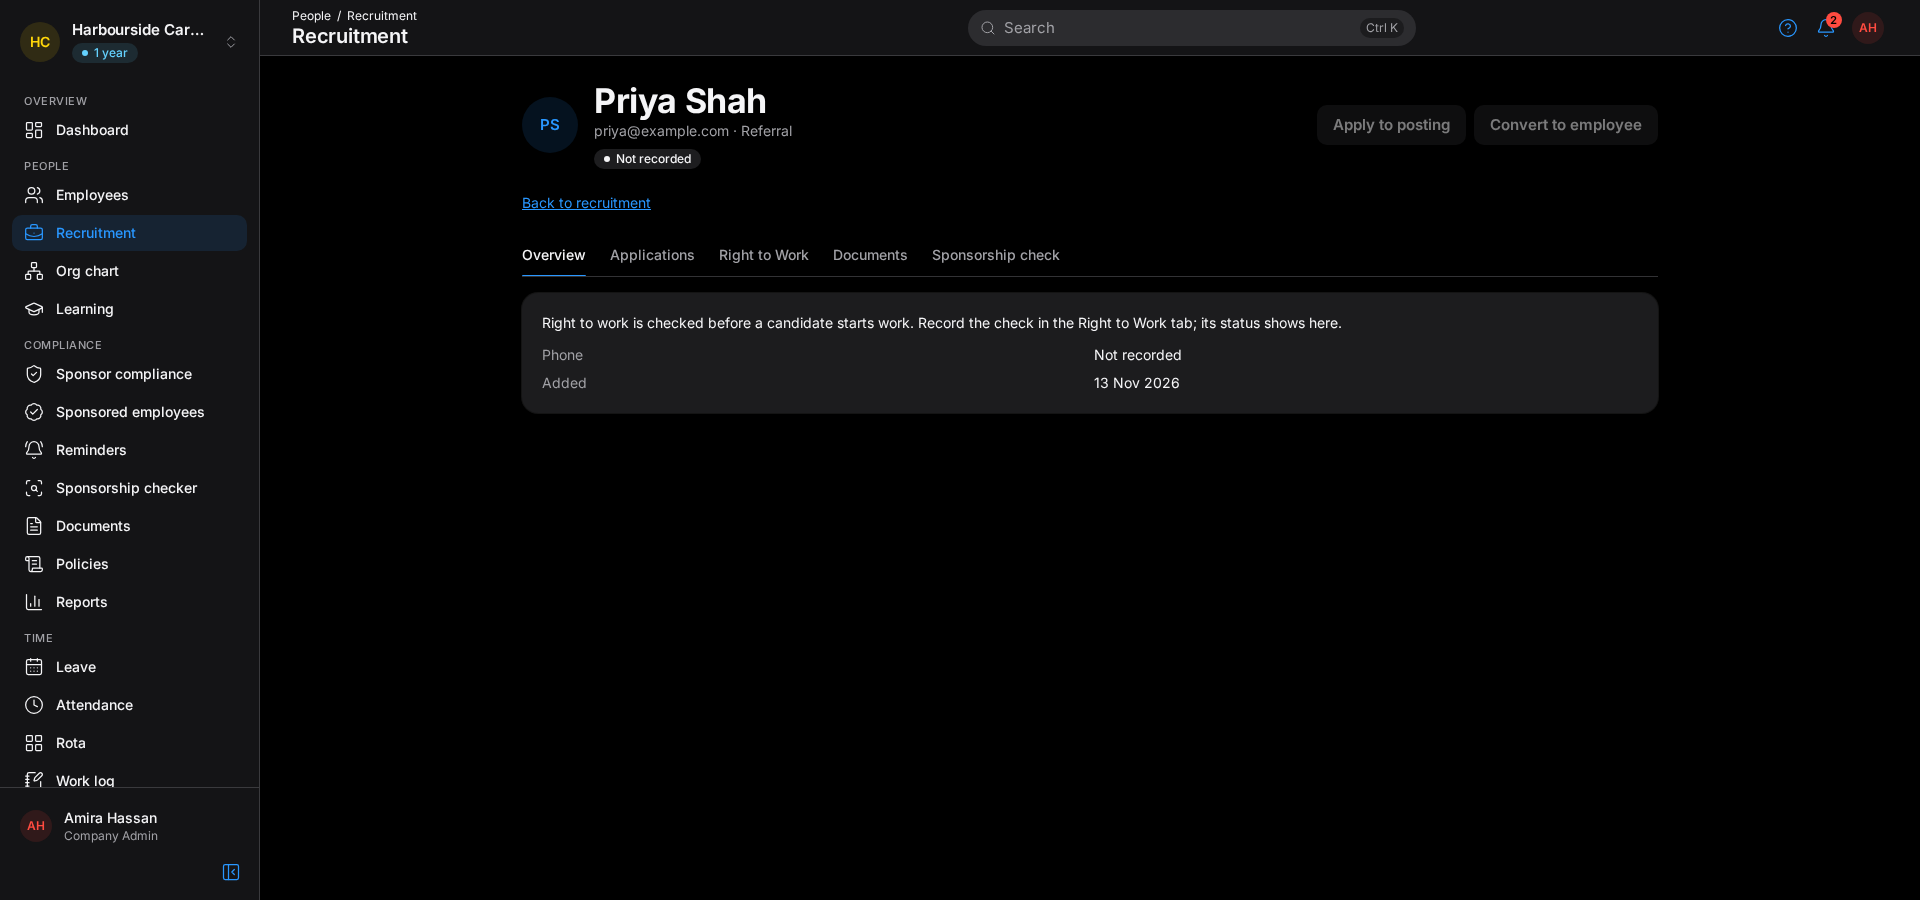 HC
Harbourside Car...
1 year
OVERVIEW
Dashboard
PEOPLE
Employees
Recruitment
Org chart
Learning
COMPLIANCE
Sponsor compliance
Sponsored employees
Reminders
Sponsorship checker
Documents
Policies
Reports
TIME
Leave
Attendance
Rota
Work log
AH
Amira Hassan
Company Admin
People / Recruitment
Recruitment
Search
Ctrl K
2
AH
PS
Priya Shah
priya@example.com · Referral
Not recorded
Apply to posting
Convert to employee
Back to recruitment
Overview
Applications
Right to Work
Documents
Sponsorship check
Right to work is checked before a candidate starts work. Record the check in the Right to Work tab; its status shows here.
Phone
Not recorded
Added
13 Nov 2026